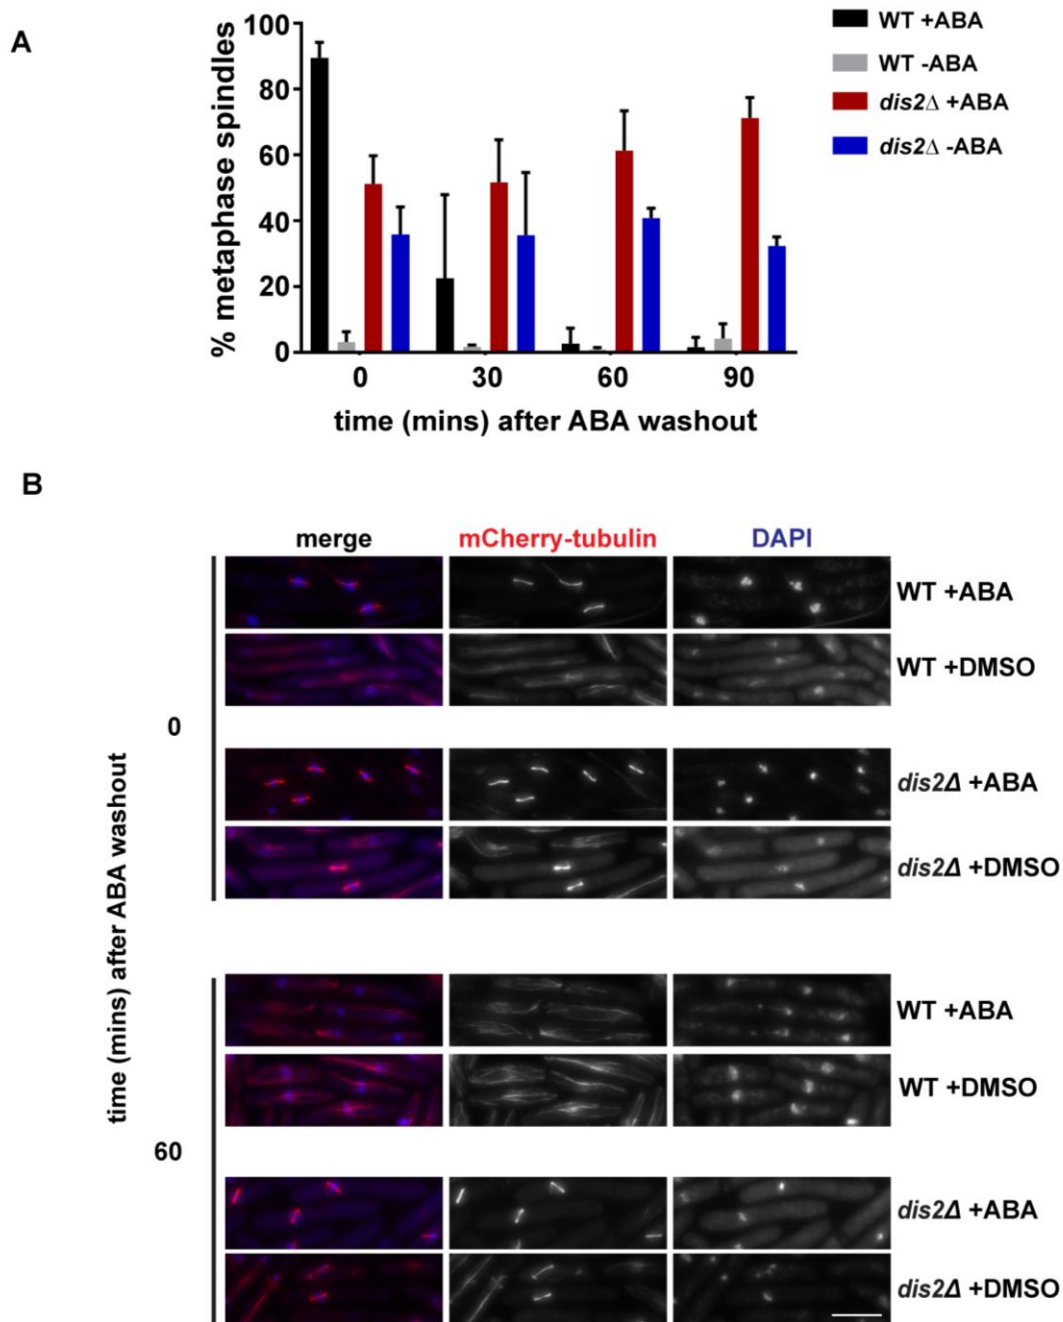 A
% metaphase spindles
100
80
60
40
20
0
0 30 60 90
time (mins) after ABA washout
WT +ABA
WT -ABA
dis2Δ +ABA
dis2Δ -ABA
B
merge mCherry-tubulin DAPI
time (mins) after ABA washout
0
WT +ABA
WT +DMSO
dis2Δ +ABA
dis2Δ +DMSO
60
WT +ABA
WT +DMSO
dis2Δ +ABA
dis2Δ +DMSO